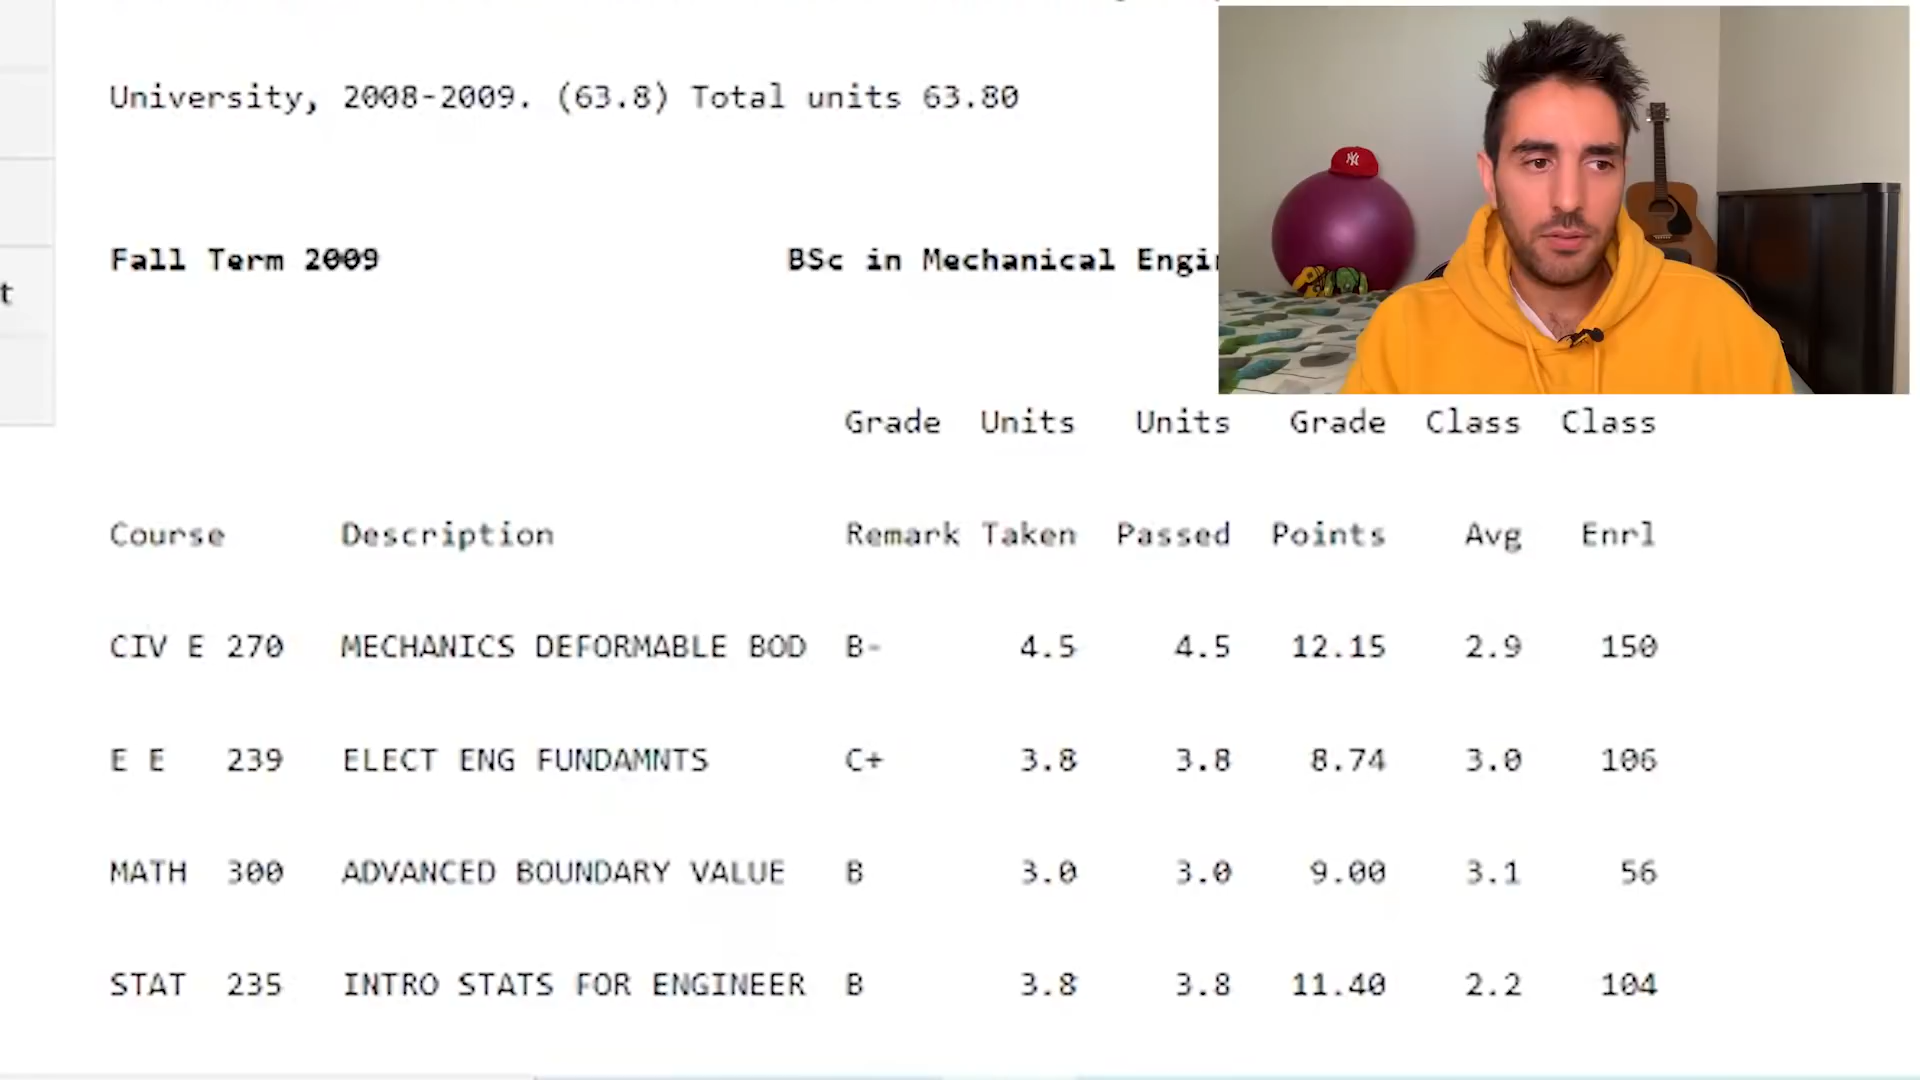 University, 2008-2009. (63.8) Total units 63.80
Fall Term 2009 BSc in Mechanical Engi
t
Grade Units Units Grade Class Class
Course Description Remark Taken Passed Points Avg Enrl
CIV E 270 MECHANICS DEFORMABLE BOD B- 4.5 4.5 12.15 2.9 150
E E 239 ELECT ENG FUNDAMNTS C+ 3.8 3.8 8.74 3.0 106
MATH 300 ADVANCED BOUNDARY VALUE B 3.0 3.0 9.00 3.1 56
STAT 235 INTRO STATS FOR ENGINEER B 3.8 3.8 11.40 2.2 104